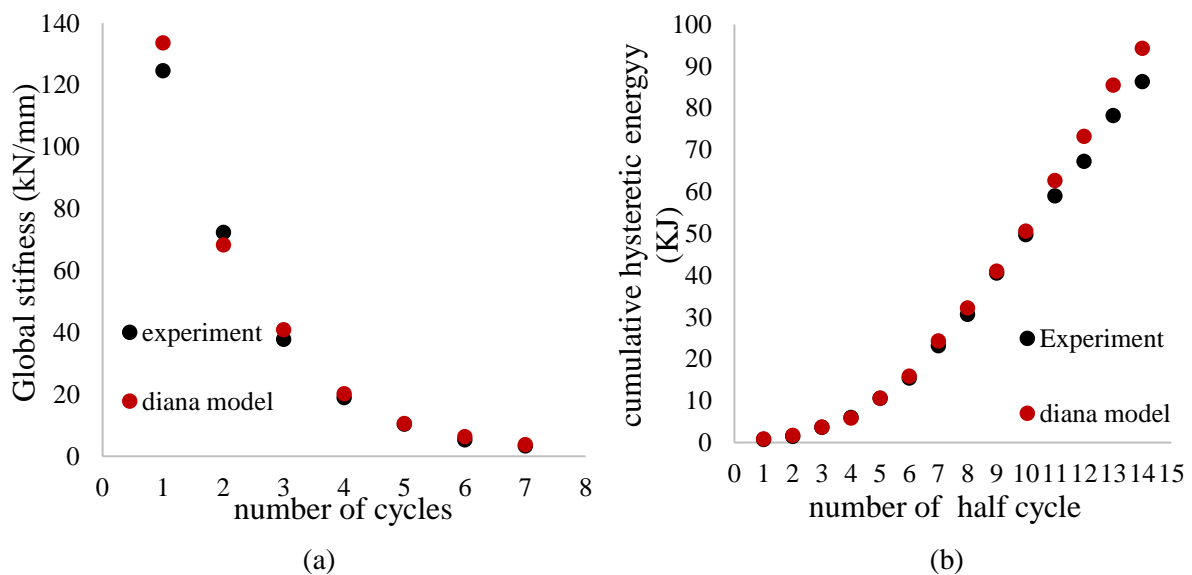 Global stifness (kN/mm)
140
120
100
80
60
40
20
0
0 1 2 3 4 5 6 7 8
number of cycles
experiment
diana model
(a)
cumulative hysteretic energyy
(KJ)
100
90
80
70
60
50
40
30
20
10
0
0 1 2 3 4 5 6 7 8 9 10 11 12 13 14 15
number of half cycle
Experiment
diana model
(b)